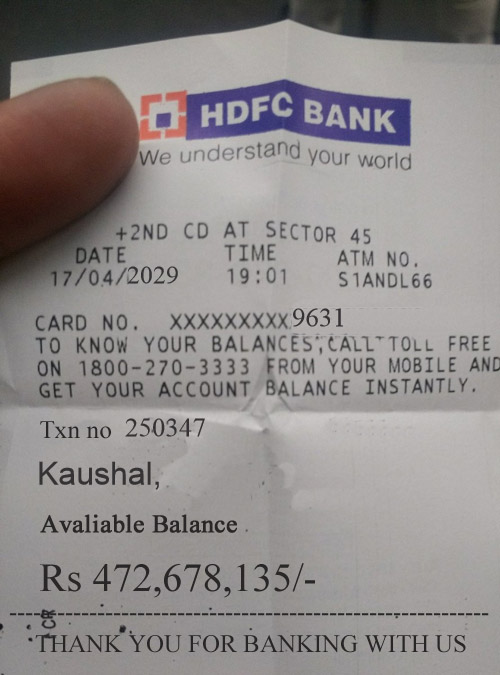 HDFC BANK
We understand your world
+2ND CD AT SECTOR 45
DATE TIME ATM NO.
17/04/2029 19:01 S1ANDL66
CARD NO. XXXXXXXXX9631
TO KNOW YOUR BALANCES, CALL TOLL FREE
ON 1800-270-3333 FROM YOUR MOBILE AND
GET YOUR ACCOUNT BALANCE INSTANTLY.
Txn no 250347
Kaushal,
Avaliable Balance .
Rs 472,678,135/-
THANK YOU FOR BANKING WITH US